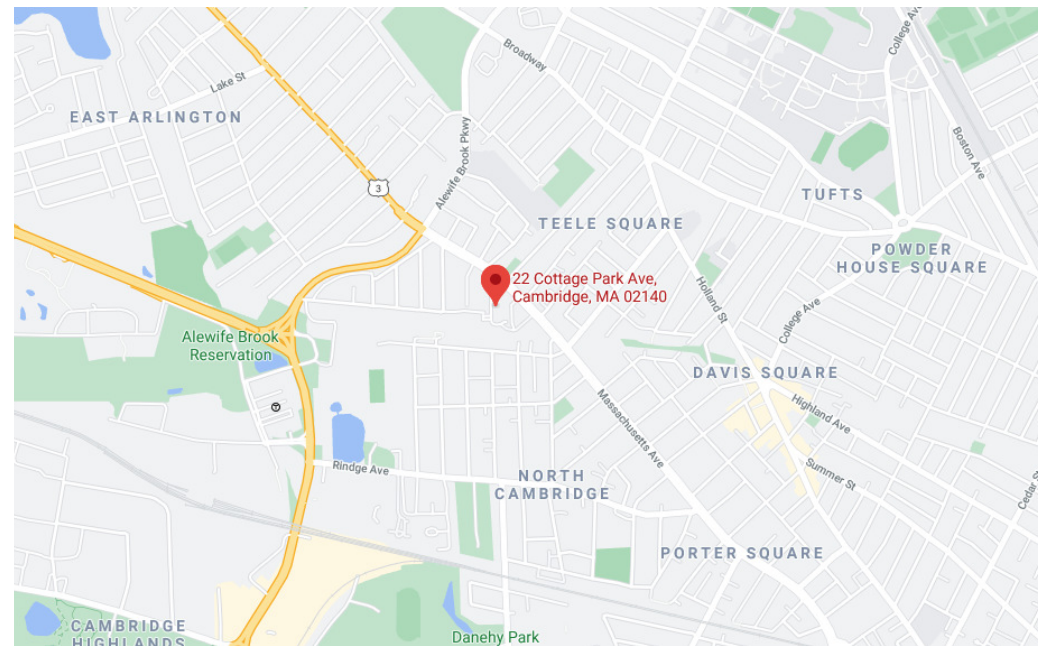 College Ave
Broadway
Lake St
EAST ARLINGTON
Alewife Brook Pkwy
Boston Ave
3
TUFTS
TEELE SQUARE
POWDER
HOUSE SQUARE
22 Cottage Park Ave,
Cambridge, MA 02140
Holland St
College Ave
Alewife Brook
Reservation
DAVIS SQUARE
Massachusetts Ave
Highland Ave
Rindge Ave
Summer St
NORTH
CAMBRIDGE
Cedar S
PORTER SQUARE
CAMBRIDGE
HIGHLANDS
Danehy Park